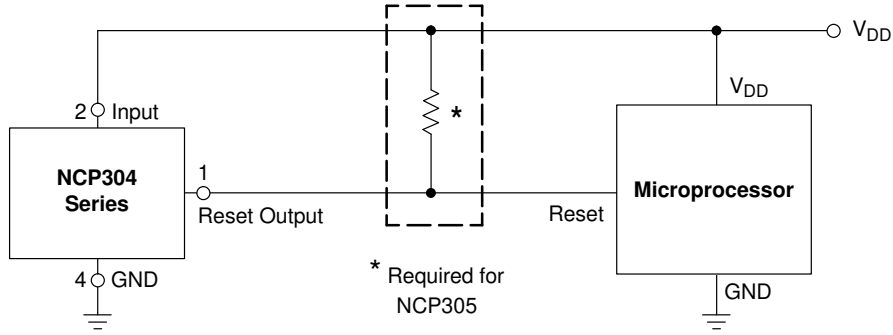 V_DD
V_DD
2 Input
*
NCP304
Series
1
Microprocessor
Reset Output
Reset
4 GND
* Required for
NCP305
GND